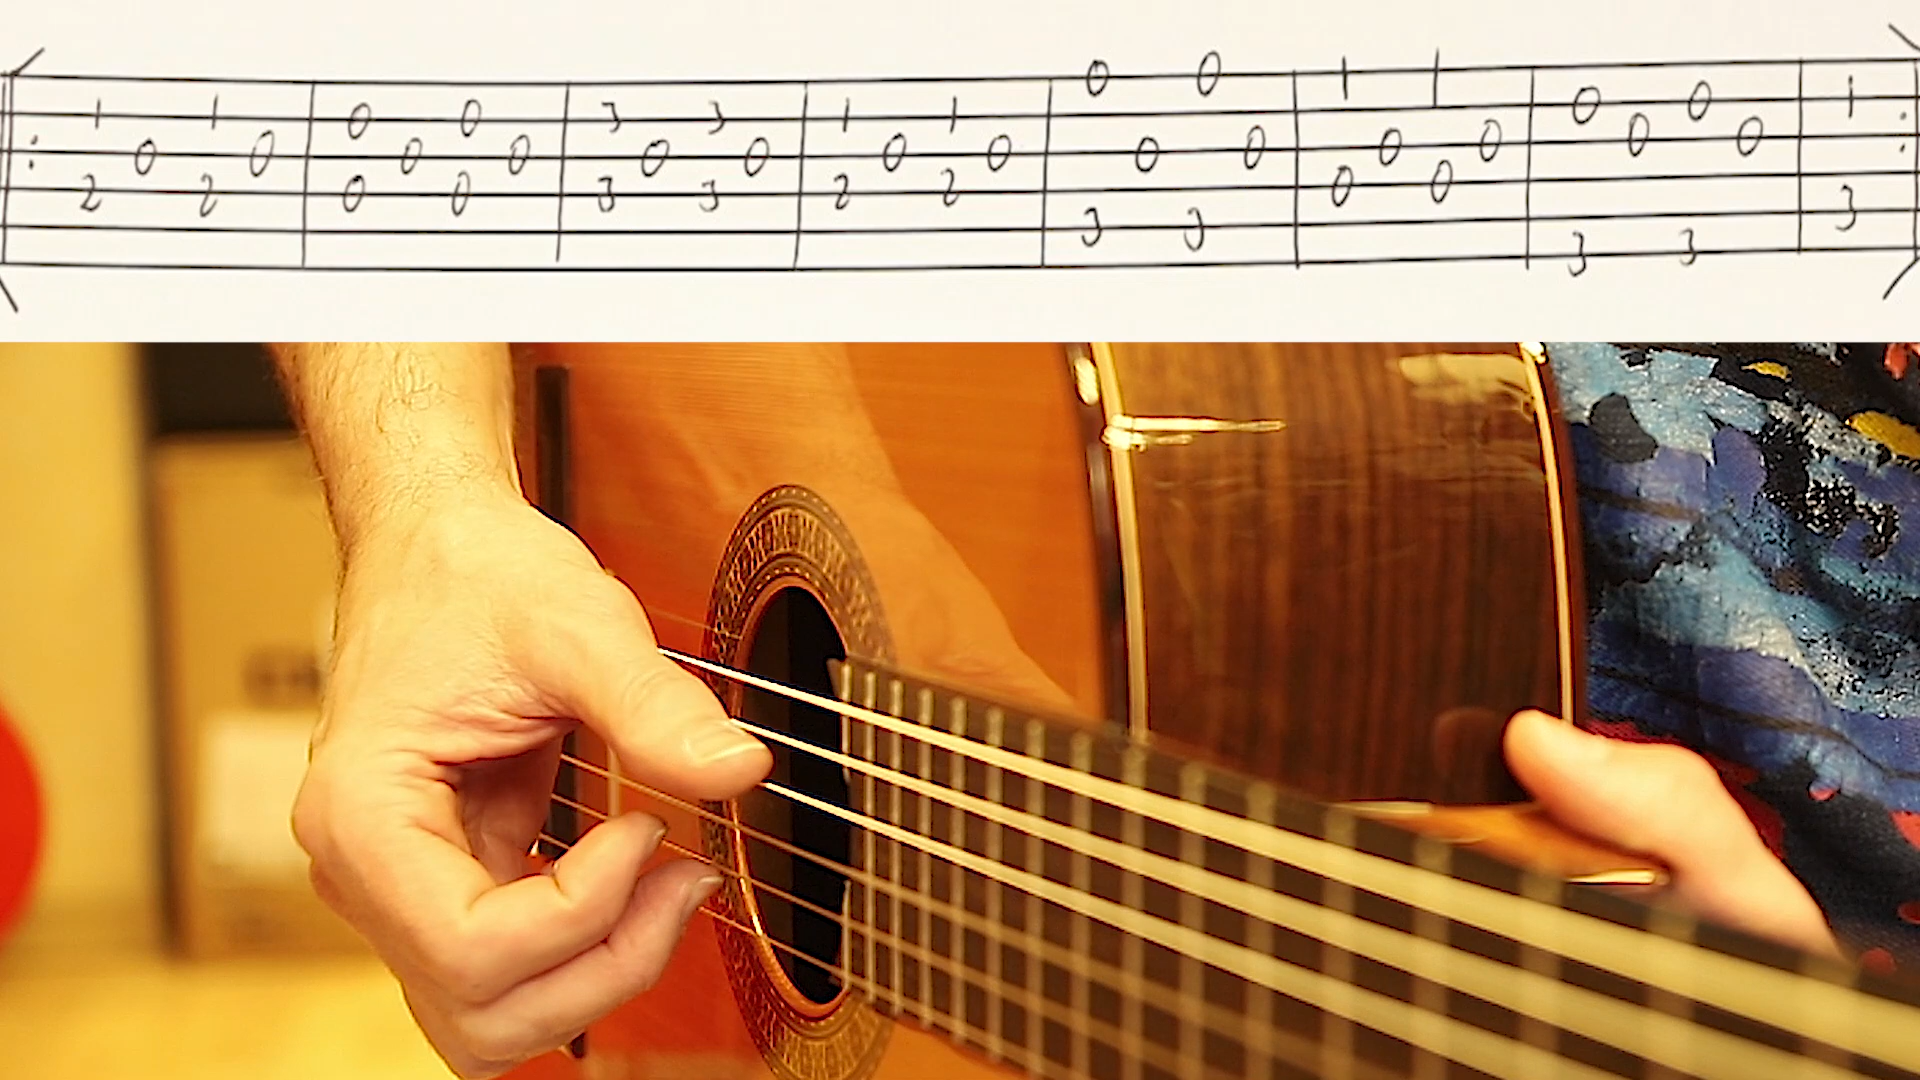 0 0 1 1
1 1 0 0 3 3 1 1 0 0 1
0 0 0 0 0 0 0 0 0 0 0 0 0 0
2 2 0 0 3 3 2 2 0 0
3 3 3
3 3